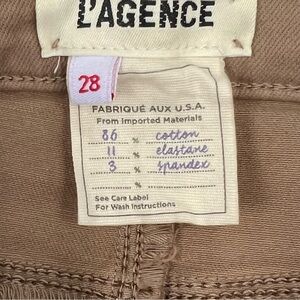 L'AGENCE
28
FABRIQUÉ AUX U.S.A.
From Imported Materials
86 % cotton
11 % elastane
3 % spandex
%
See Care Label
For Wash Instructions